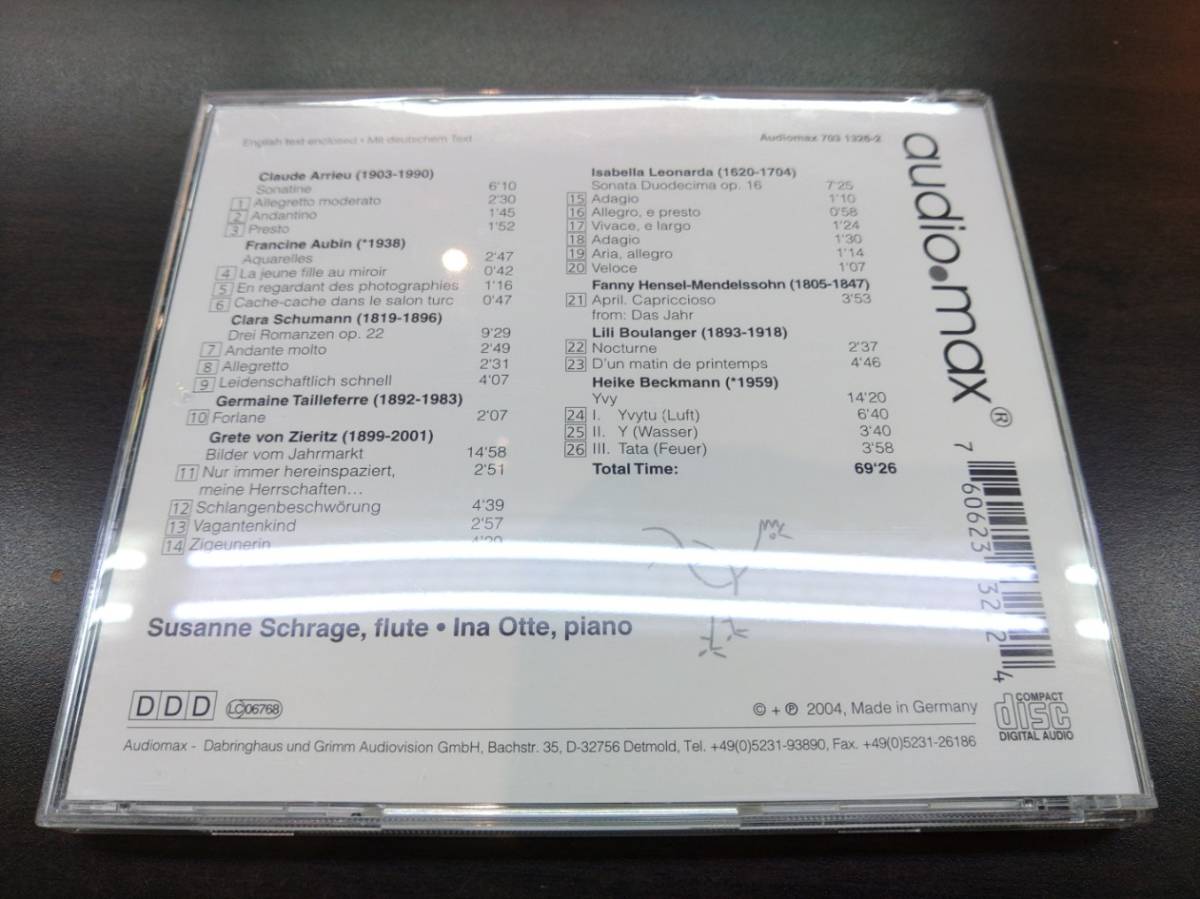 English text enclosed • Mit deutschem Text
Audiomax 703 1326-2
Claude Arrieu (1903-1990)
Sonatine 6'10
1 Allegretto moderato 2'30
2 Andantino 1'45
3 Presto 1'52
Francine Aubin (*1938)
Aquarelles 2'47
4 La jeune fille au miroir 0'42
5 En regardant des photographies 1'16
6 Cache-cache dans le salon turc 0'47
Clara Schumann (1819-1896)
Drei Romanzen op. 22 9'29
7 Andante molto 2'49
8 Allegretto 2'31
9 Leidenschaftlich schnell 4'07
Germaine Tailleferre (1892-1983)
10 Forlane 2'07
Grete von Zieritz (1899-2001)
Bilder vom Jahrmarkt 14'58
11 Nur immer hereinspaziert, 2'51
meine Herrschaften...
12 Schlangenbeschwörung 4'39
13 Vagantenkind 2'57
14 Zigeunerin
Isabella Leonarda (1620-1704)
Sonata Duodecima op. 16 7'25
15 Adagio 1'10
16 Allegro, e presto 0'58
17 Vivace, e largo 1'24
18 Adagio 1'30
19 Aria, allegro 1'14
20 Veloce 1'07
Fanny Hensel-Mendelssohn (1805-1847)
21 April. Capriccioso 3'53
from: Das Jahr
Lili Boulanger (1893-1918)
22 Nocturne 2'37
23 D'un matin de printemps 4'46
Heike Beckmann (*1959)
Yvy 14'20
24 I. Yvytu (Luft) 6'40
25 II. Y (Wasser) 3'40
26 III. Tata (Feuer) 3'58
Total Time: 69'26
audio•max ®
7 60623 4
Susanne Schrage, flute • Ina Otte, piano
DDD LC 06768
© + ℗ 2004, Made in Germany
COMPACT
disc
DIGITAL AUDIO
Audiomax - Dabringhaus und Grimm Audiovision GmbH, Bachstr. 35, D-32756 Detmold, Tel. +49(0)5231-93890, Fax. +49(0)5231-26186